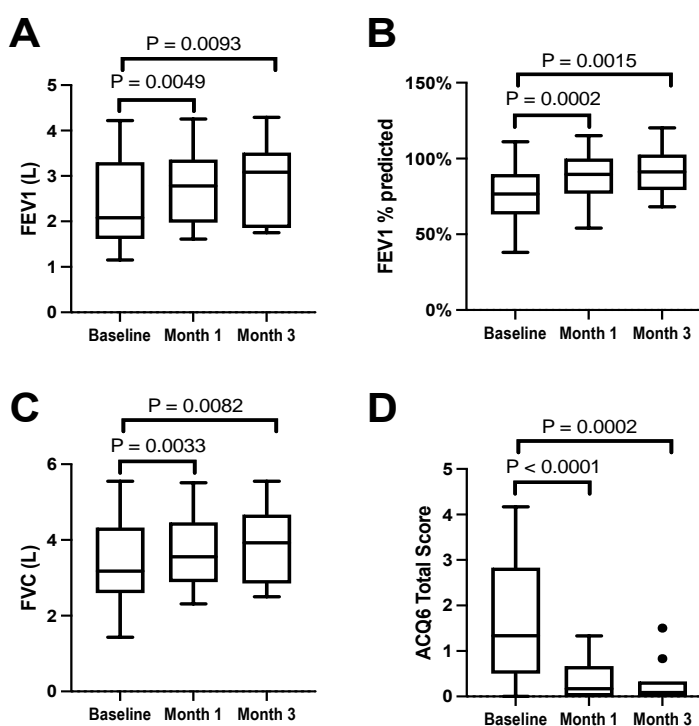 A
P = 0.0093
P = 0.0049
FEV1 (L)
5
4
3
2
1
0
Baseline Month 1 Month 3
B
P = 0.0015
P = 0.0002
FEV1 % predicted
150%
100%
50%
0%
Baseline Month 1 Month 3
C
P = 0.0082
P = 0.0033
FVC (L)
6
4
2
0
Baseline Month 1 Month 3
D
P = 0.0002
P < 0.0001
ACQ6 Total Score
5
4
3
2
1
0
Baseline Month 1 Month 3